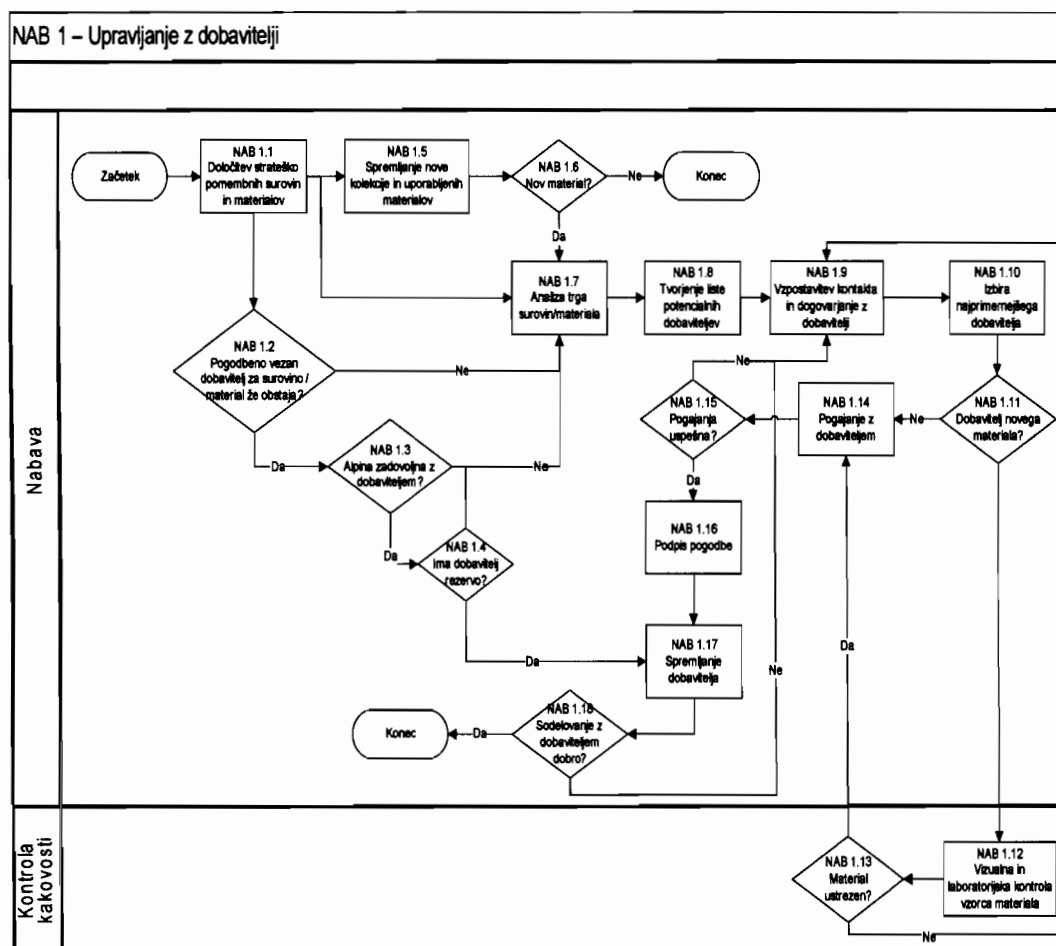 NAB 1 – Upravljanje z dobavitelji
Nabava
Začetek
NAB 1.1
Določitev strateško
pomembnih surovin
in materialov
NAB 1.5
Spremljanje nove
kolekcije in uporabljenih
materialov
NAB 1.6
Nov material?
Ne
Konec
Da
NAB 1.7
Analiza trga
surovin/materiala
NAB 1.8
Tvorjenje liste
potencialnih
dobaviteljev
NAB 1.9
Vzpostavitev kontakta
in dogovarjanje z
dobavitelji
NAB 1.10
Izbira
najprimernejšega
dobavitelja
NAB 1.2
Pogodbeno vezan
dobavitelj za surovino /
material že obstaja?
Ne
Da
NAB 1.3
Alpina zadovoljna z
dobaviteljem?
Ne
Da
NAB 1.4
Ima dobavitelj
rezervo?
Da
Ne
NAB 1.15
Pogajanja
uspešna?
Da
NAB 1.14
Pogajanje z
dobaviteljem
Ne
NAB 1.11
Dobavitelj novega
materiala?
NAB 1.16
Podpis pogodbe
NAB 1.17
Spremljanje
dobavitelja
Ne
Da
NAB 1.18
Sodelovanje z
dobaviteljem
dobro?
Da
Konec
Kontrola
kakovosti
NAB 1.13
Material
ustrezen?
NAB 1.12
Vizualna in
laboratorijska kontrola
vzorca materiala
Ne